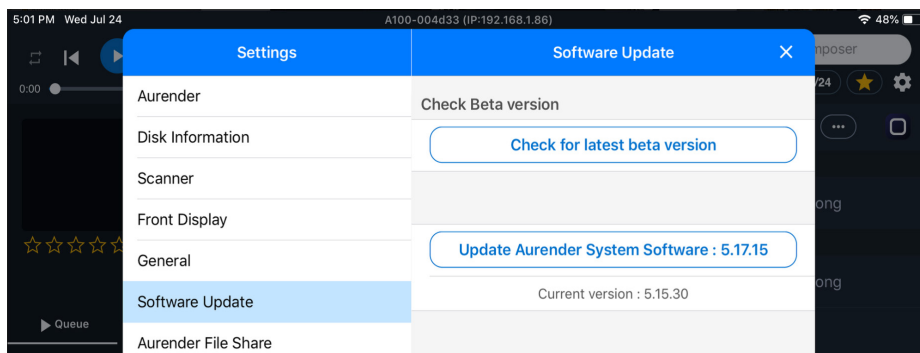 5:01 PM Wed Jul 24
A100-004d33 (IP:192.168.1.86)
48%
Settings
Software Update
mposer
0:00
/24
Aurender
Check Beta version
Disk Information
Check for latest beta version
Scanner
ong
Front Display
Update Aurender System Software : 5.17.15
General
ong
Current version : 5.15.30
Software Update
Queue
Aurender File Share